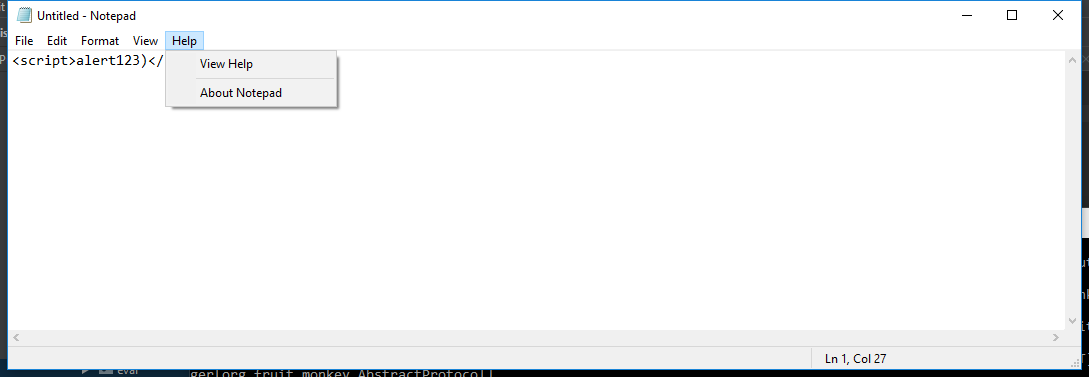 Untitled - Notepad
File Edit Format View Help
<script>alert123)</
View Help
About Notepad
Ln 1, Col 27
eval
ger[org.fruit.monkey.AbstractProtocol]